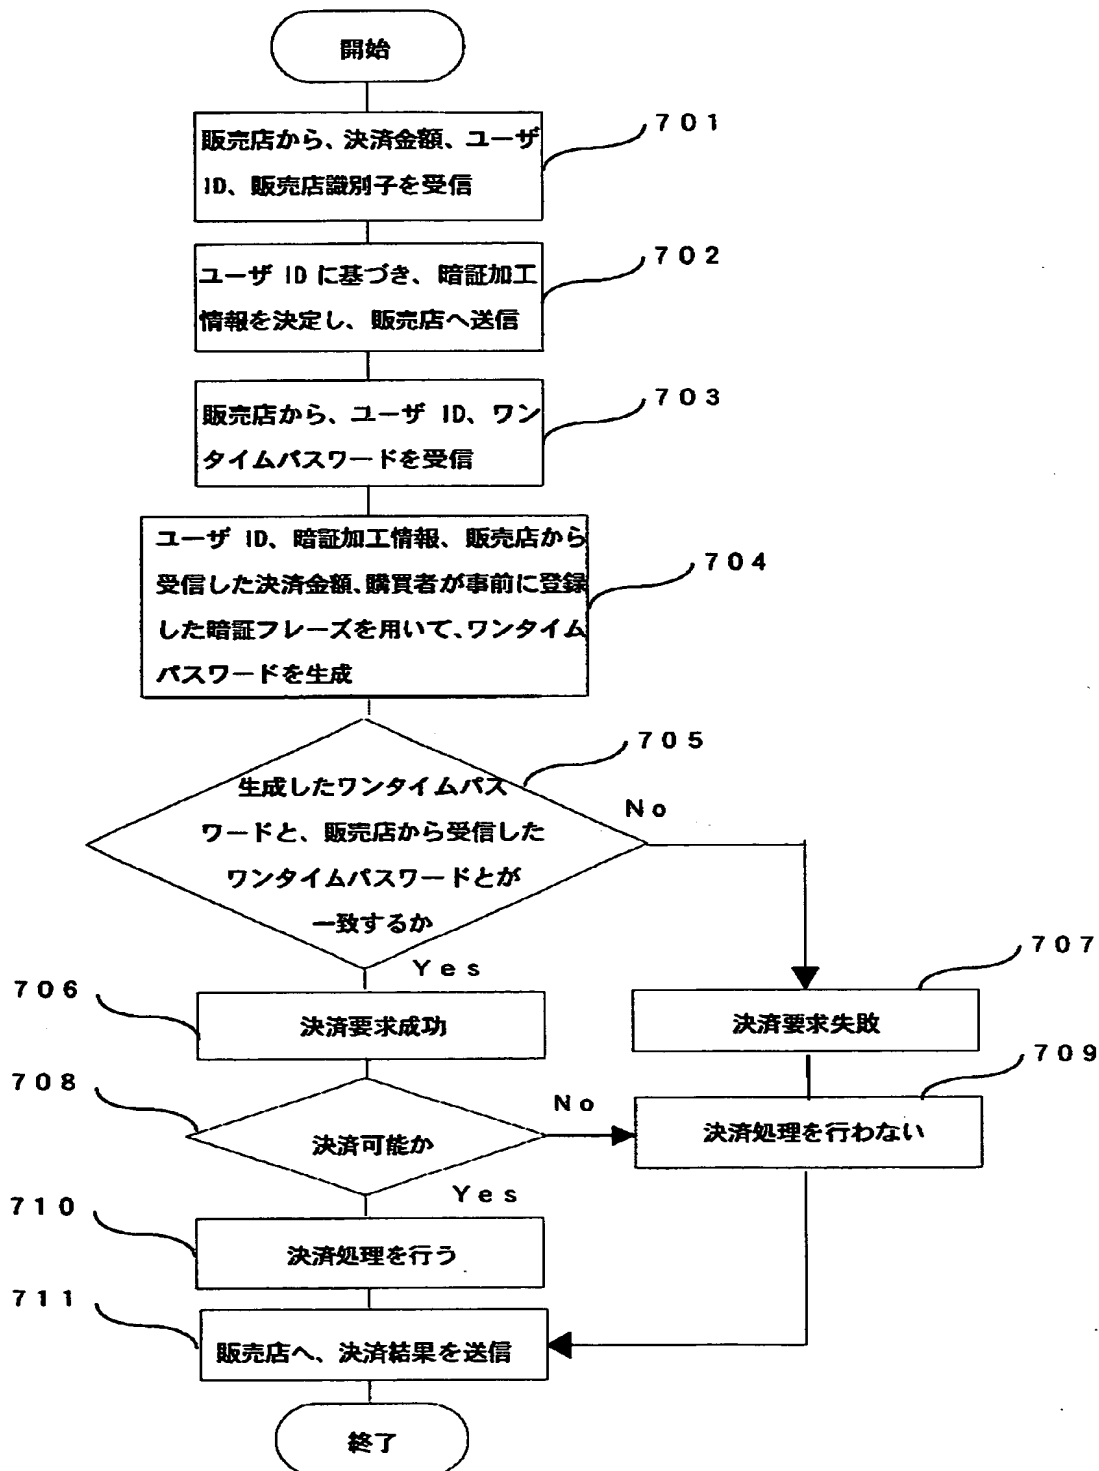 開始
販売店から、決済金額、ユーザ
ID、販売店識別子を受信
701
ユーザ ID に基づき、暗証加工
情報を決定し、販売店へ送信
702
販売店から、ユーザ ID、ワン
タイムパスワードを受信
703
ユーザ ID、暗証加工情報、販売店から
受信した決済金額、購買者が事前に登録
した暗証フレーズを用いて、ワンタイム
パスワードを生成
704
生成したワンタイムパス
ワードと、販売店から受信した
ワンタイムパスワードとが
一致するか
705
No
Yes
706
決済要求成功
707
決済要求失敗
708
決済可能か
No
709
決済処理を行わない
Yes
710
決済処理を行う
711
販売店へ、決済結果を送信
終了